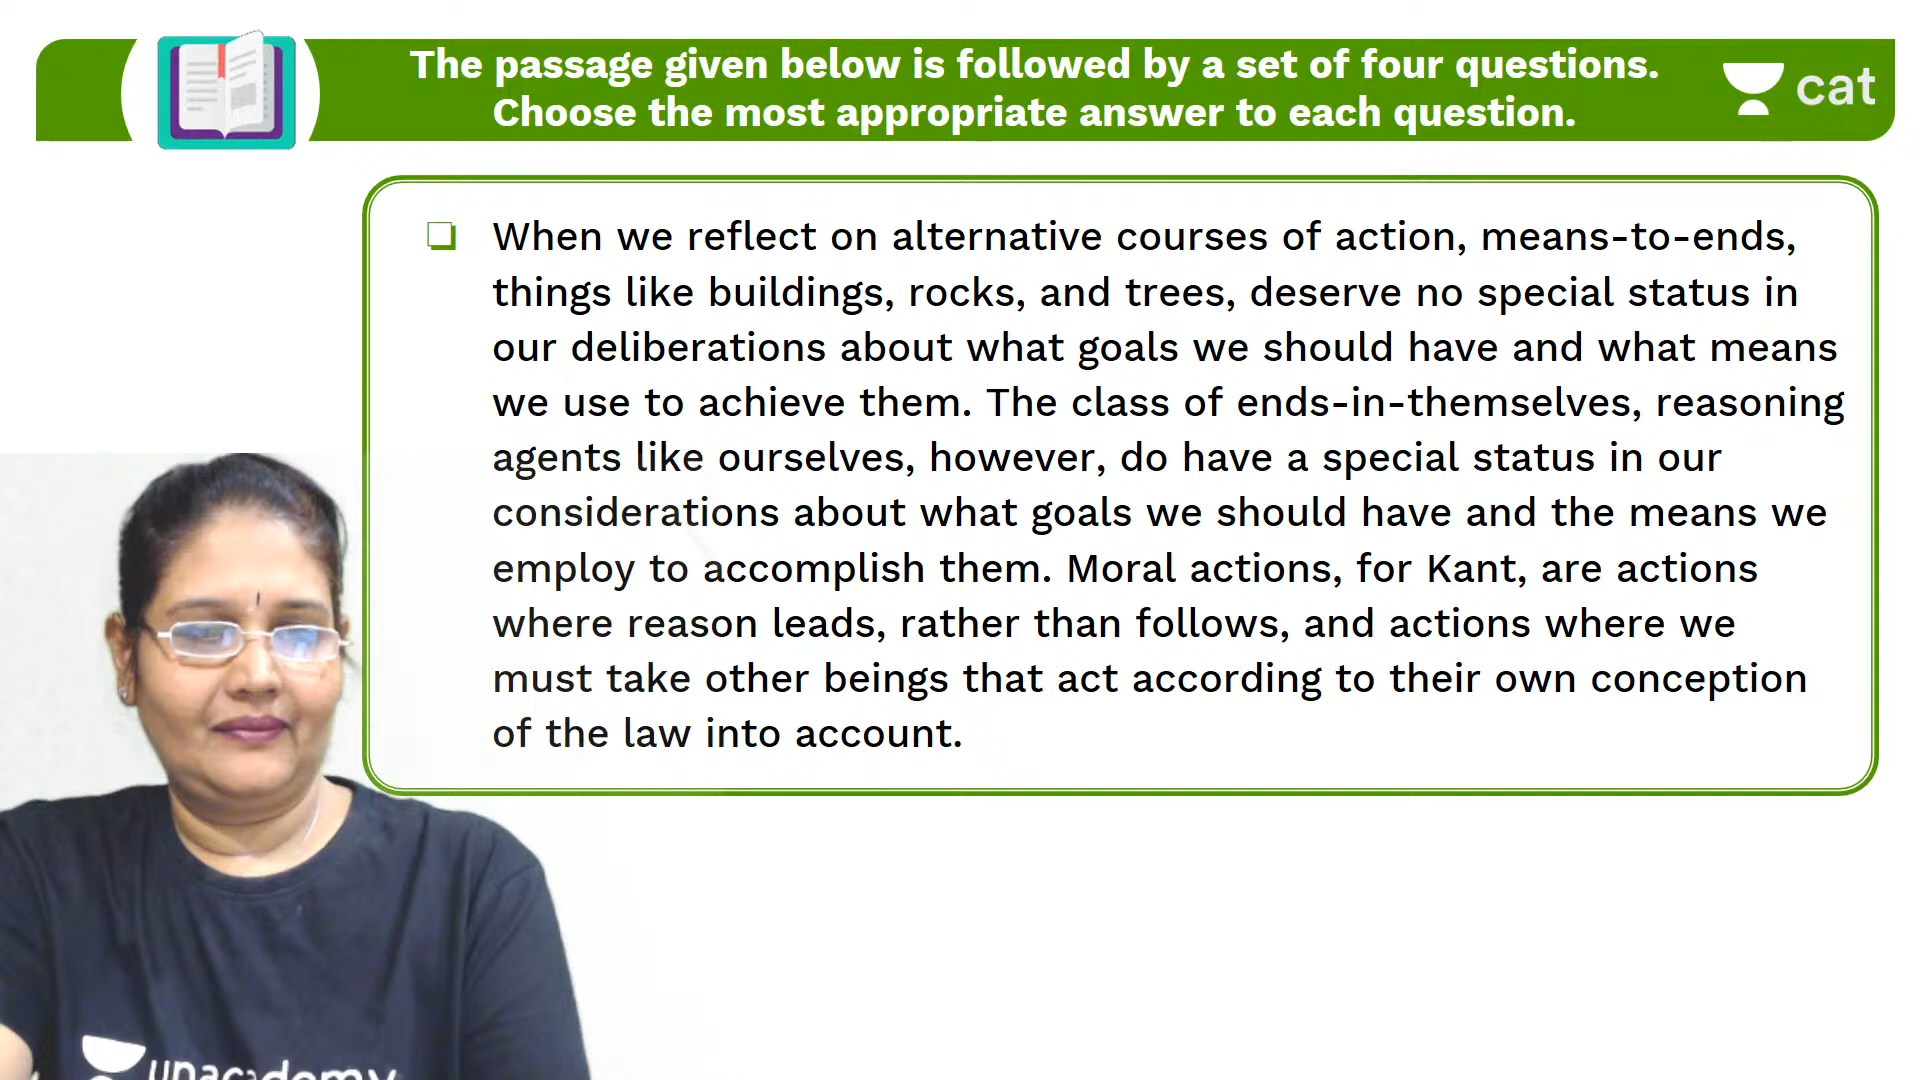 The passage given below is followed by a set of four questions.
Choose the most appropriate answer to each question.
cat
❏ When we reflect on alternative courses of action, means-to-ends,
things like buildings, rocks, and trees, deserve no special status in
our deliberations about what goals we should have and what means
we use to achieve them. The class of ends-in-themselves, reasoning
agents like ourselves, however, do have a special status in our
considerations about what goals we should have and the means we
employ to accomplish them. Moral actions, for Kant, are actions
where reason leads, rather than follows, and actions where we
must take other beings that act according to their own conception
of the law into account.
unacademy